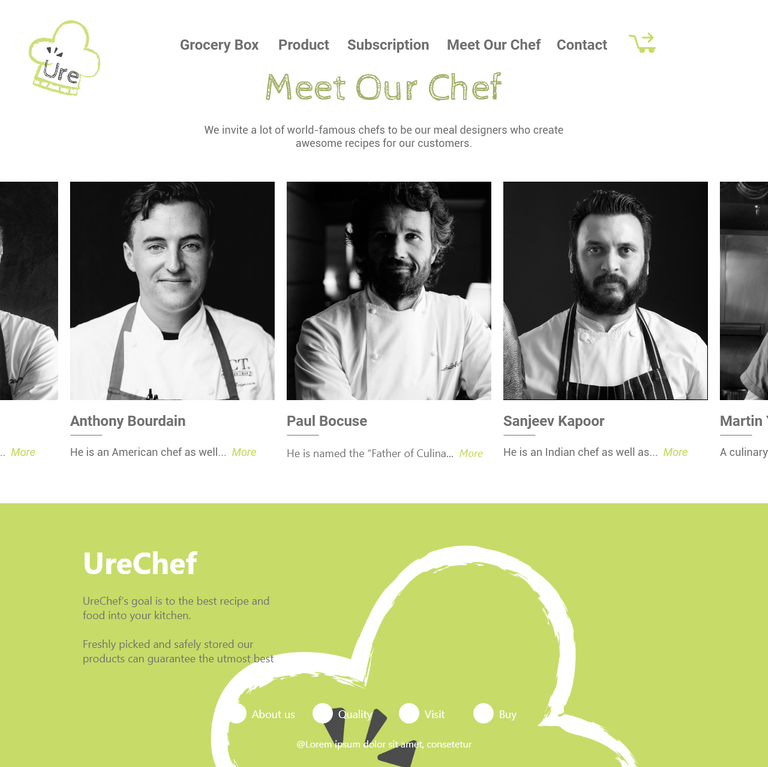 Ure
Grocery Box Product Subscription Meet Our Chef Contact
Meet Our Chef
We invite a lot of world-famous chefs to be our meal designers who create
awesome recipes for our customers.
CT.
Anthony Bourdain Paul Bocuse Sanjeev Kapoor Martin
.. More He is an American chef as well... More He is named the “Father of Culina... More He is an Indian chef as well as... More A culinary
UreChef
UreChef's goal is to the best recipe and
food into your kitchen.
Freshly picked and safely stored our
products can guarantee the utmost best
About us Quality Visit Buy
@Lorem ipsum dolor sit amet, consetetur